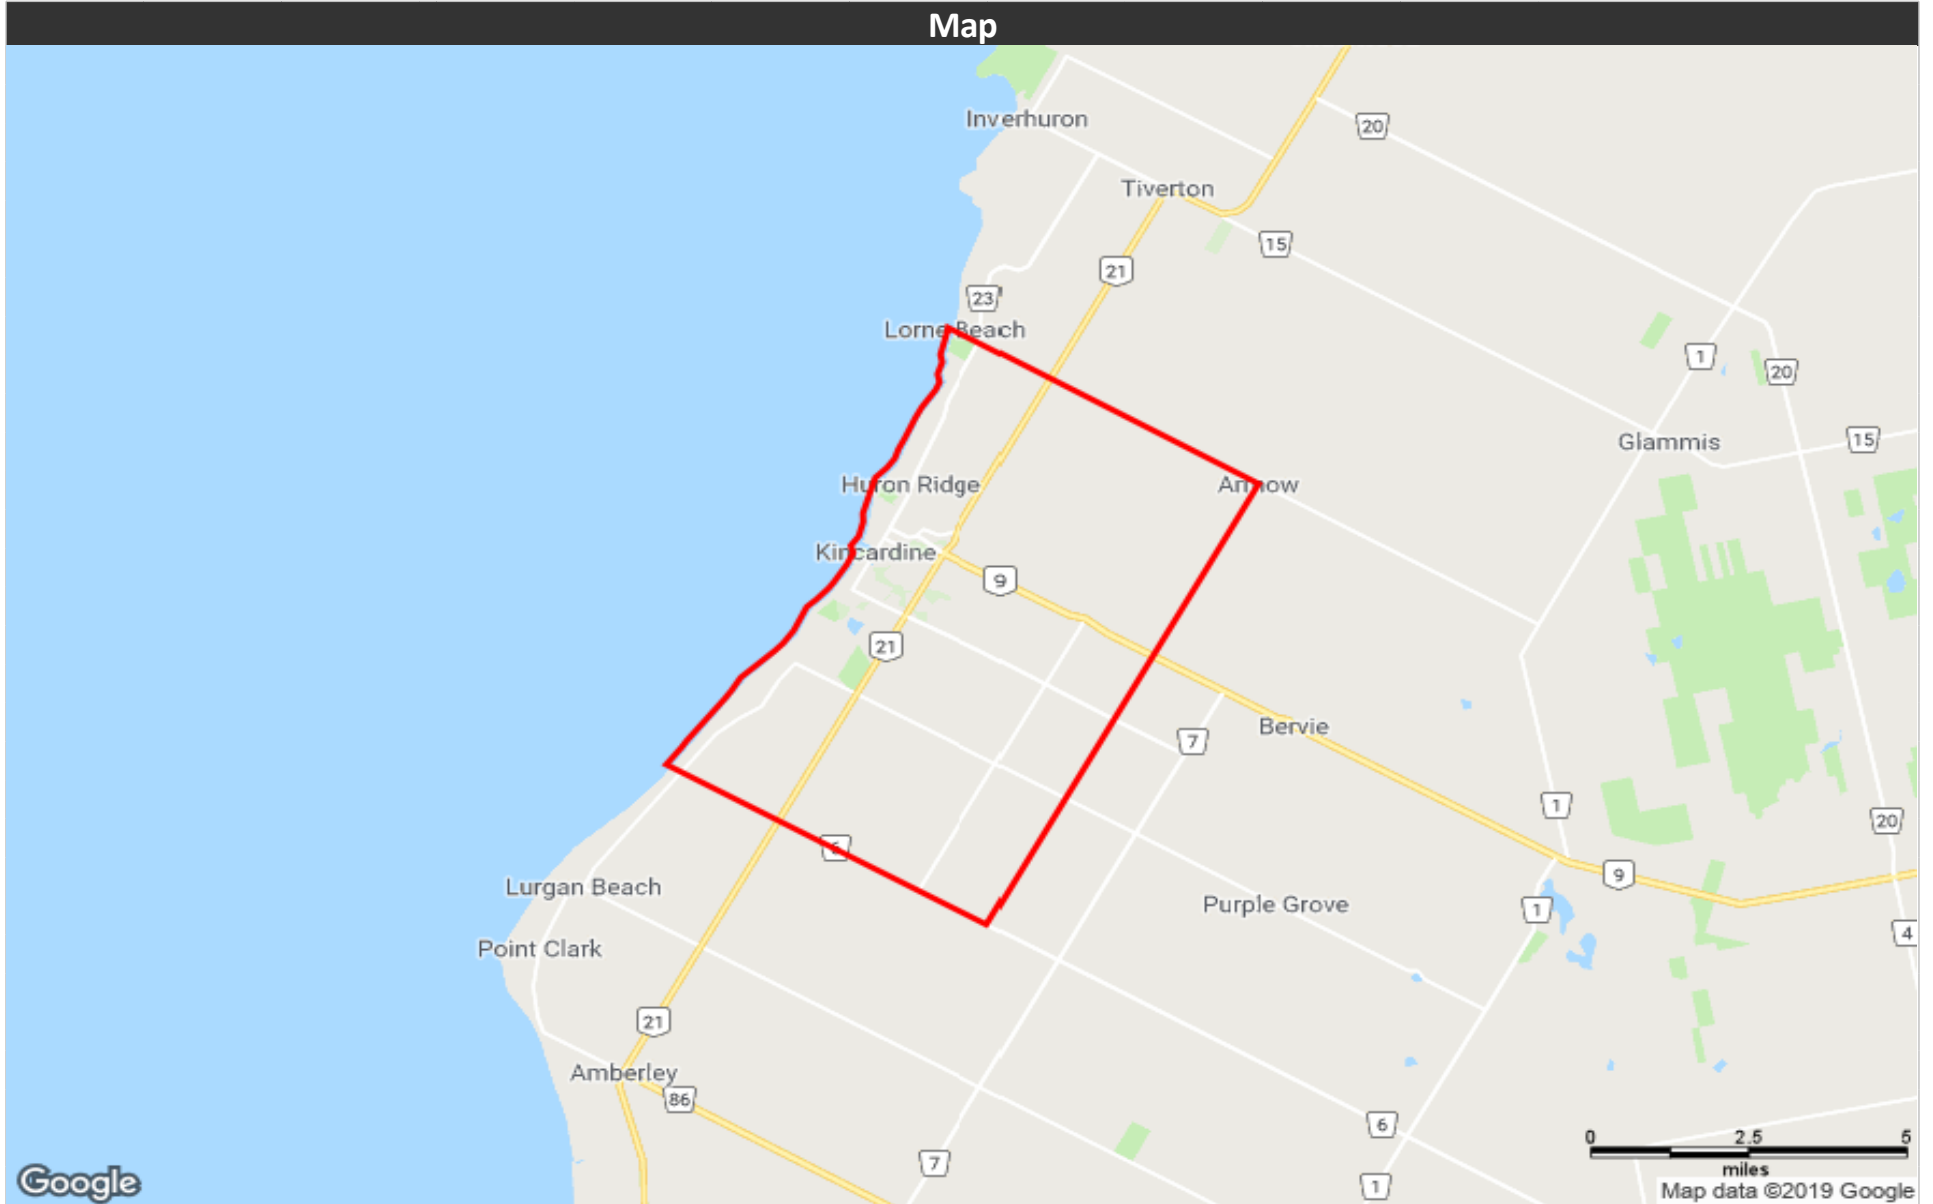 Map
Inverhuron
20
Tiverton
15
21
23
Lorne Beach
1
20
15
Glammis
Huron Ridge
Armow
Kincardine
9
21
7
Bervie
1
20
6
9
Lurgan Beach
Purple Grove
1
4
Point Clark
21
Amberley
86
6
7
1
0 2.5 5
miles
Google
Map data ©2019 Google